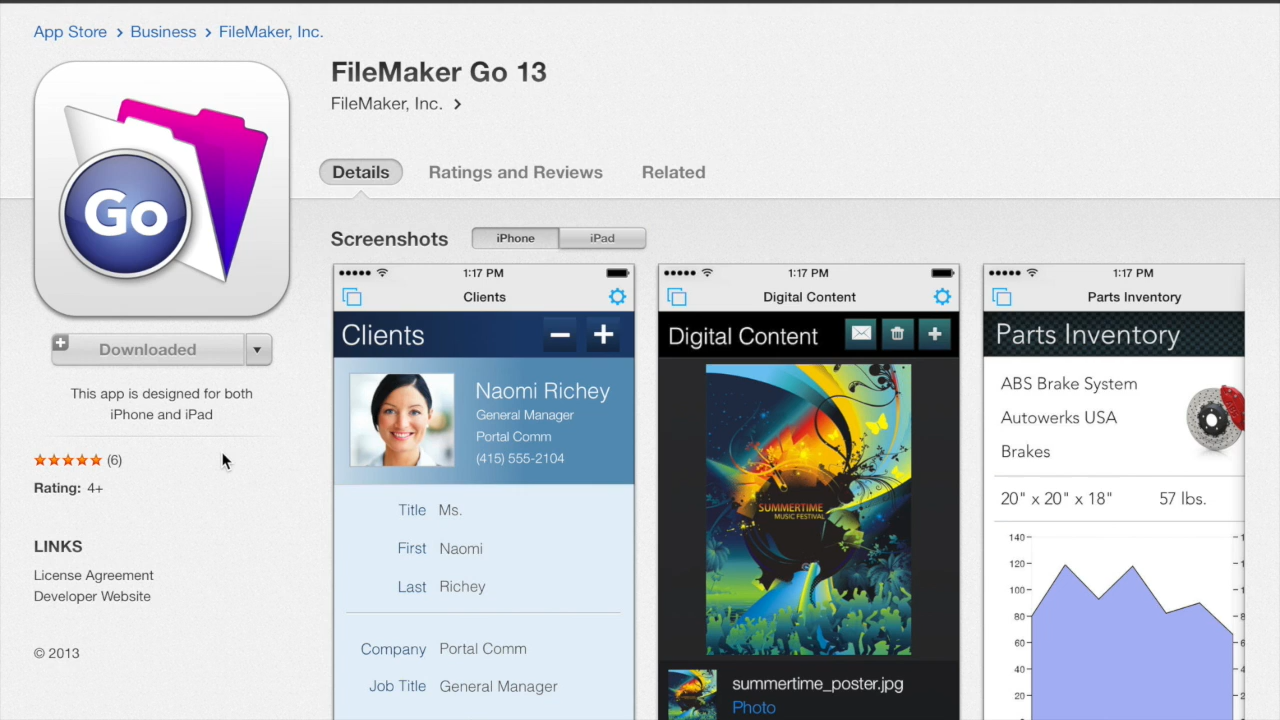 App Store > Business > FileMaker, Inc.
FileMaker Go 13
FileMaker, Inc. >
Go
Details
Ratings and Reviews
Related
Screenshots
iPhone
iPad
Downloaded
This app is designed for both
iPhone and iPad
(6)
Rating: 4+
LINKS
License Agreement
Developer Website
© 2013
1:17 PM
Clients
Clients
Naomi Richey
General Manager
Portal Comm
(415) 555-2104
Title Ms.
First Naomi
Last Richey
Company Portal Comm
Job Title General Manager
1:17 PM
Digital Content
Digital Content
SUMMERTIME
MUSIC FESTIVAL
summertime_poster.jpg
Photo
1:17 PM
Parts Inventory
Parts Inventory
ABS Brake System
Autowerks USA
Brakes
20" x 20" x 18" 57 lbs.
140
120
100
80
60
40
20